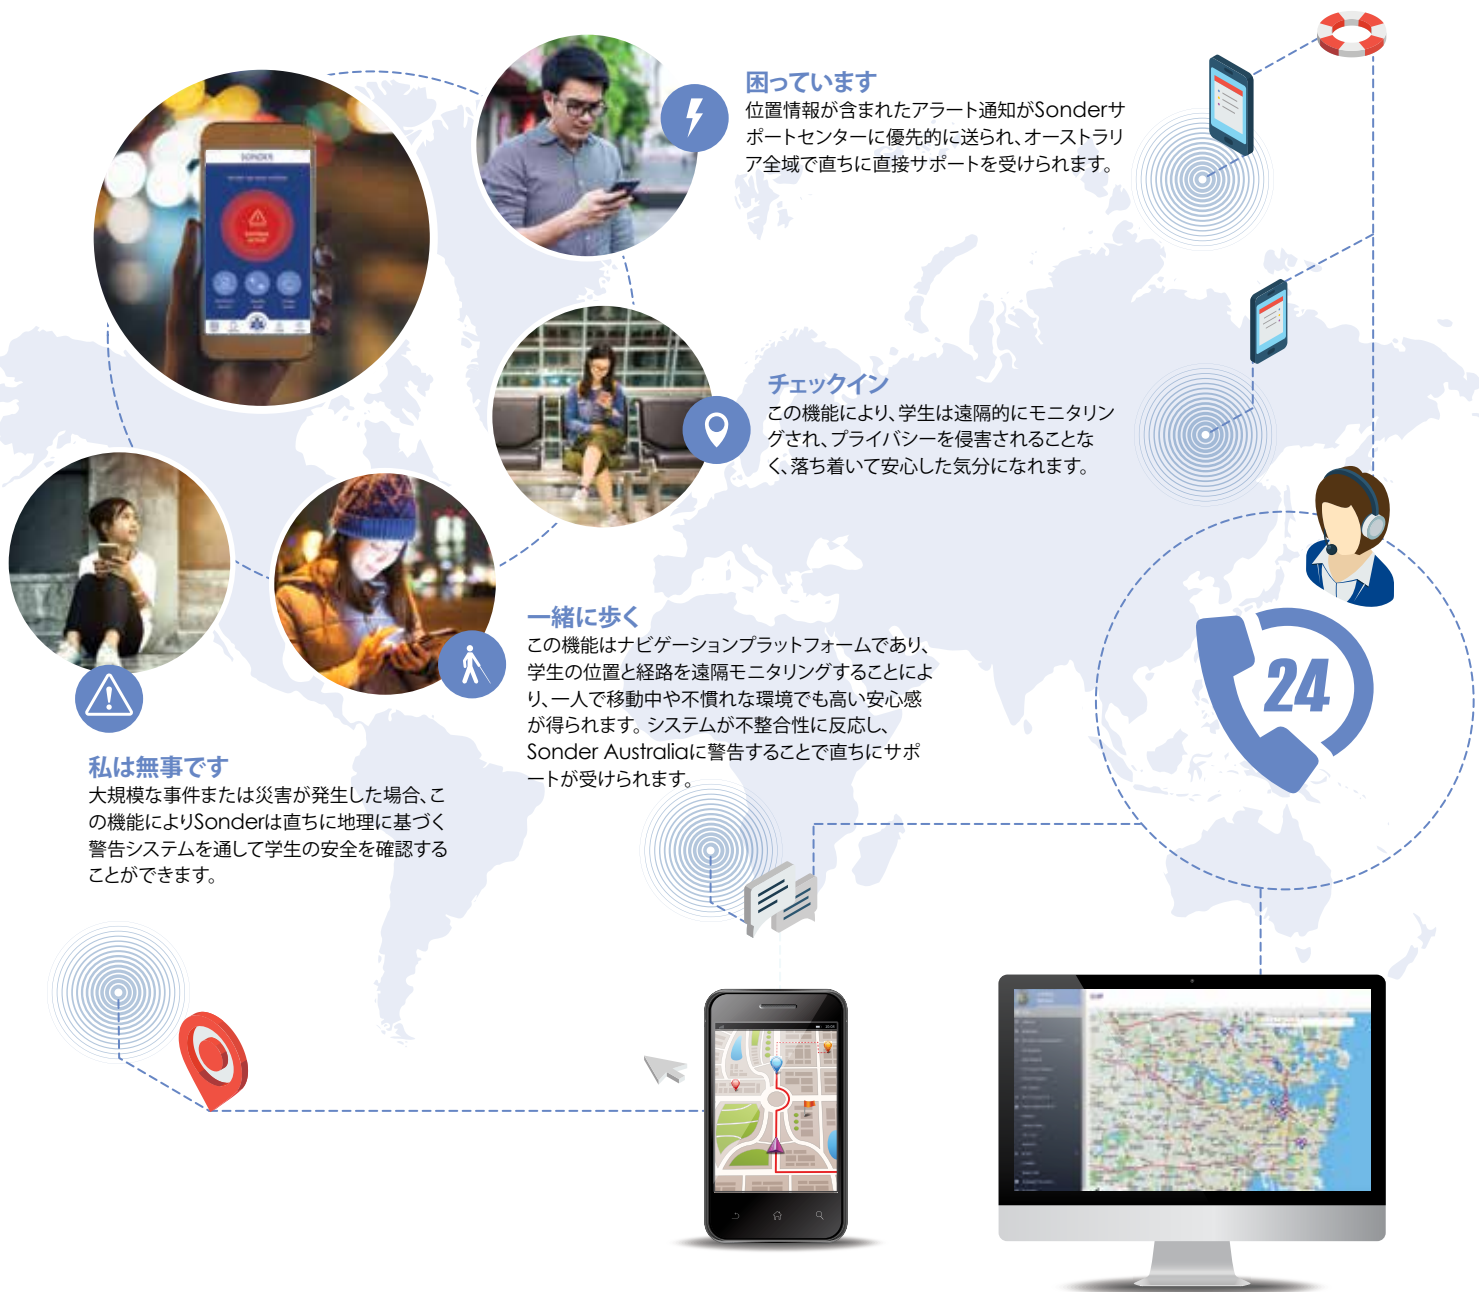 困っています
位置情報が含まれたアラート通知がSonderサ
ポートセンターに優先的に送られ、オーストラリ
ア全域で直ちに直接サポートを受けられます。
SONDER
チェックイン
この機能により、学生は遠隔的にモニタリン
グされ、プライバシーを侵害されることな
く、落ち着いて安心した気分になれます。
一緒に歩く
この機能はナビゲーションプラットフォームであり、
学生の位置と経路を遠隔モニタリングすることによ
り、一人で移動中や不慣れな環境でも高い安心感
が得られます。システムが不整合性に反応し、
Sonder Australiaに警告することで直ちにサポ
ートが受けられます。
24
私は無事です
大規模な事件または災害が発生した場合、こ
の機能によりSonderは直ちに地理に基づく
警告システムを通して学生の安全を確認する
ことができます。